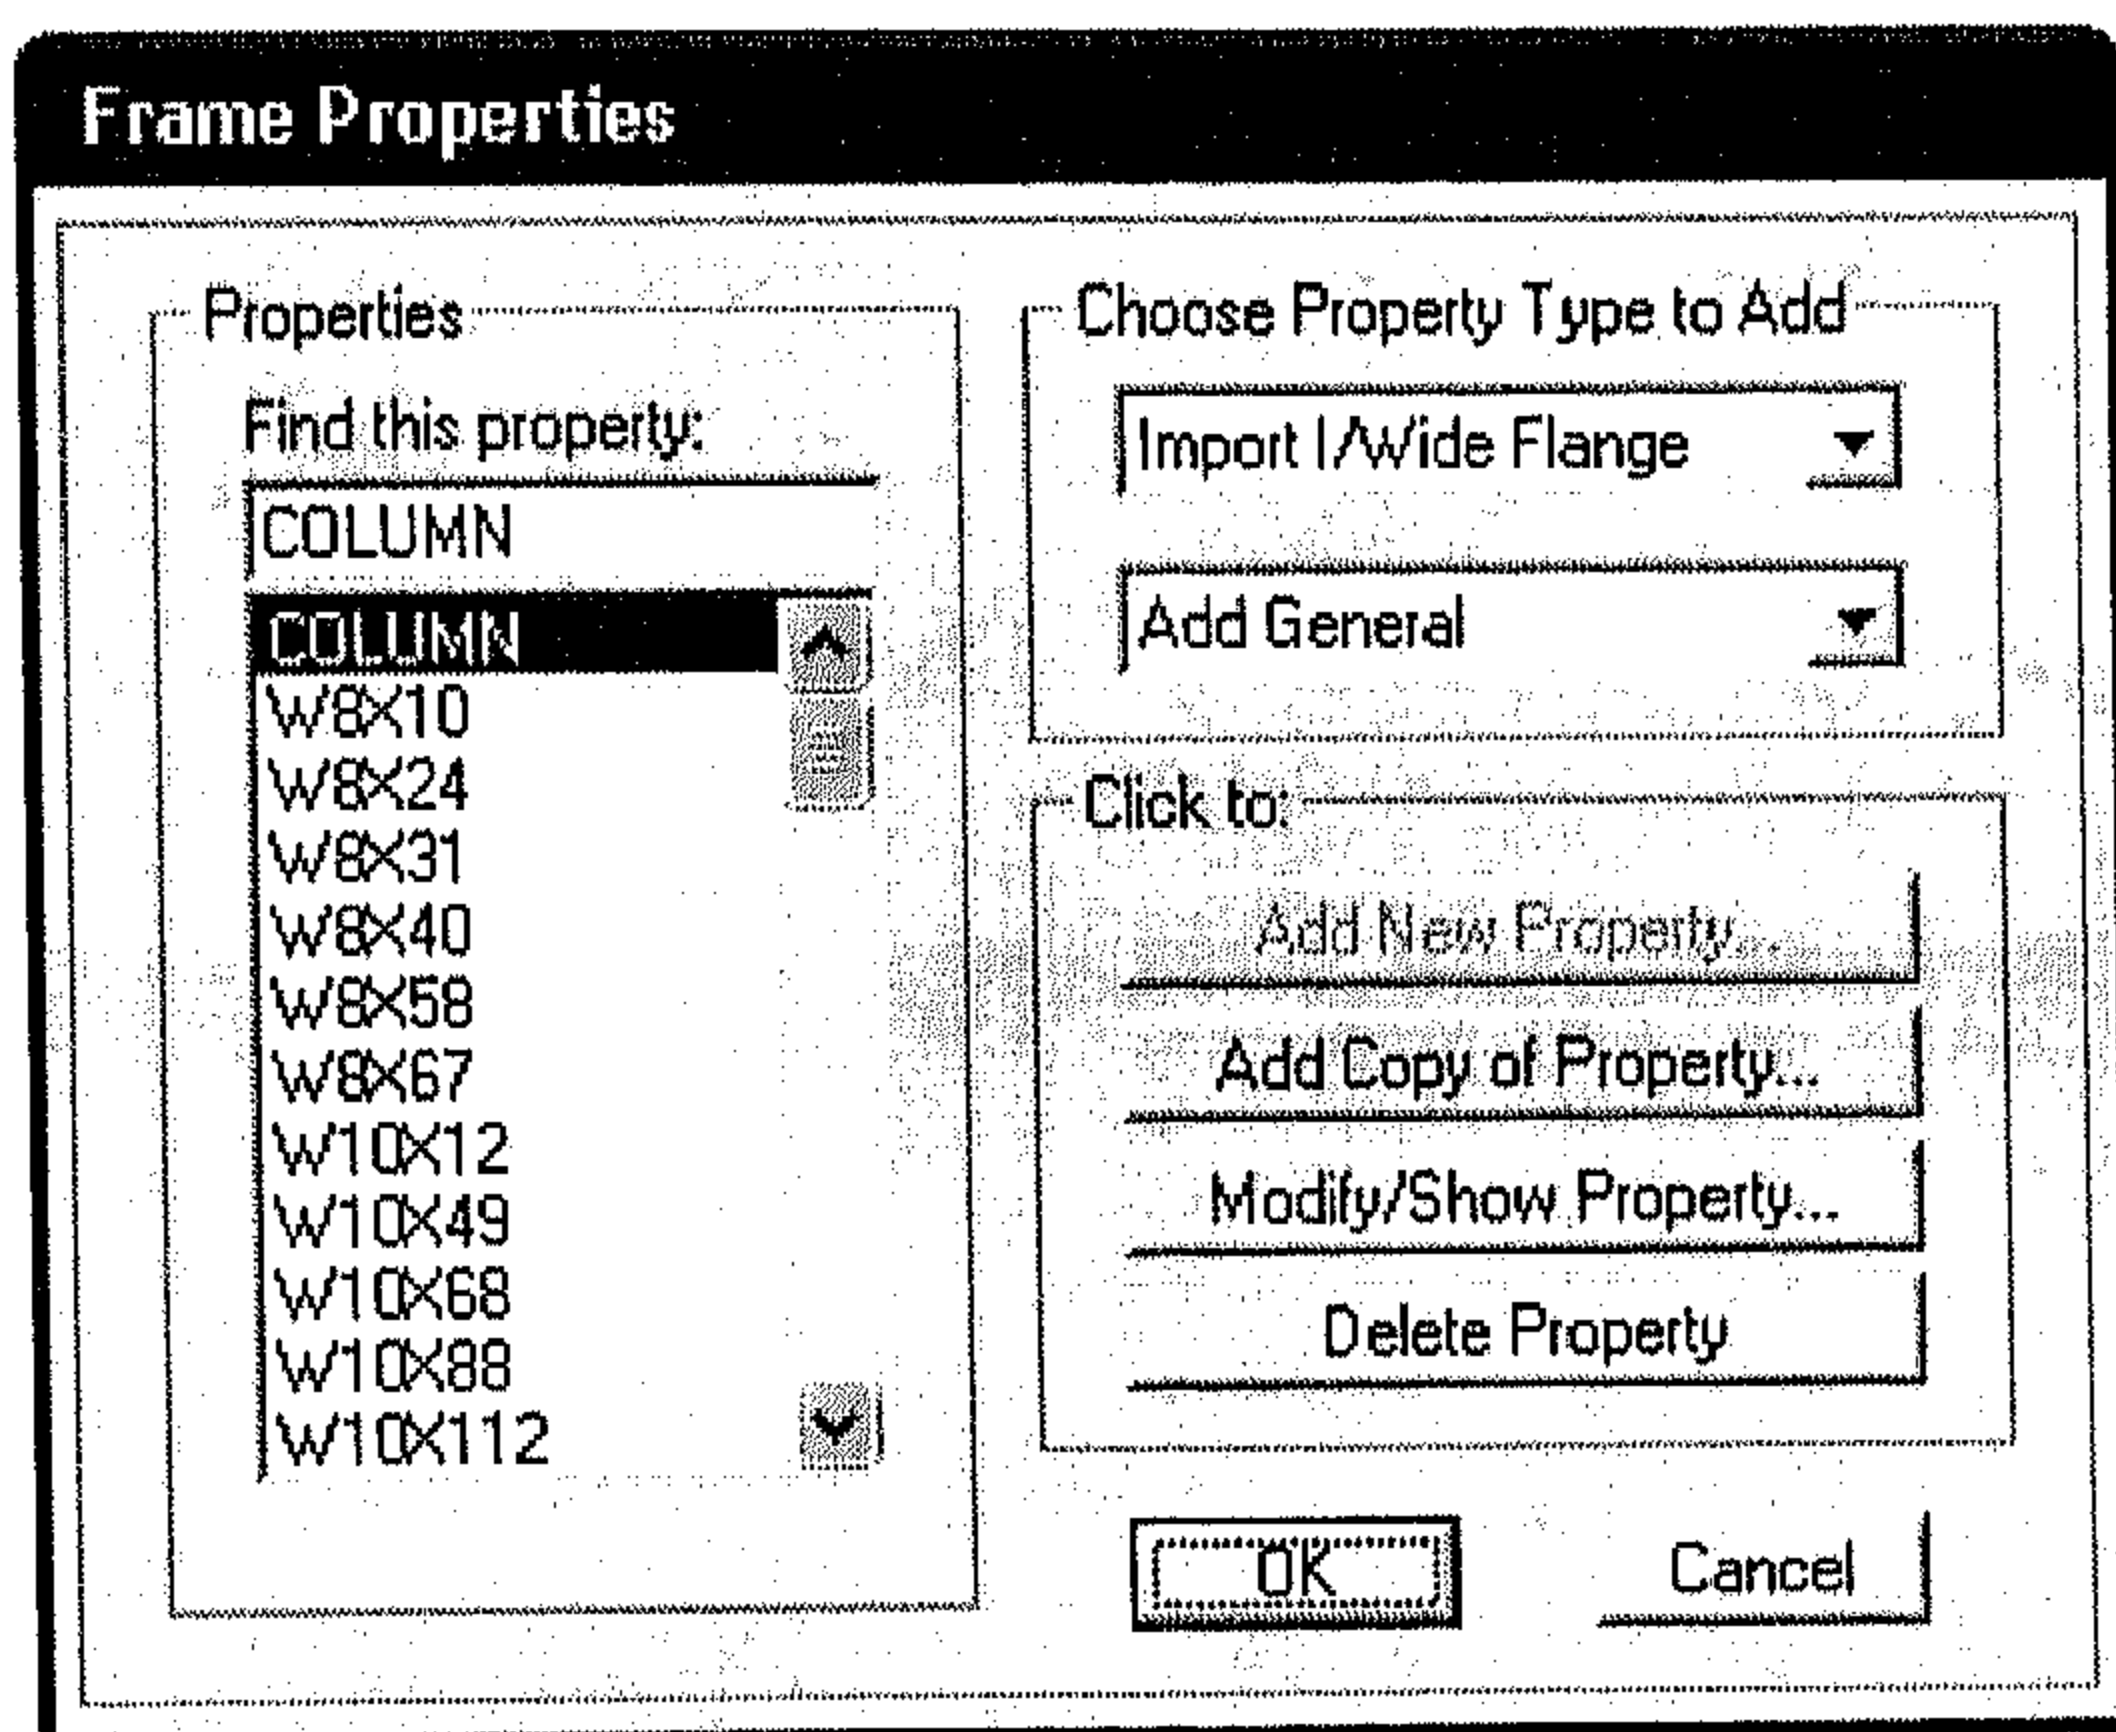 Frame Properties
Properties
Find this property:
COLUMN
COLUMN
W8X10
W8X24
W8X31
W8X40
W8X58
W8X67
W10X12
W10X49
W10X68
W10X88
W10X112
Choose Property Type to Add
Import I/Wide Flange
Add General
Click to:
Add New Property...
Add Copy of Property...
Modify/Show Property...
Delete Property
OK
Cancel